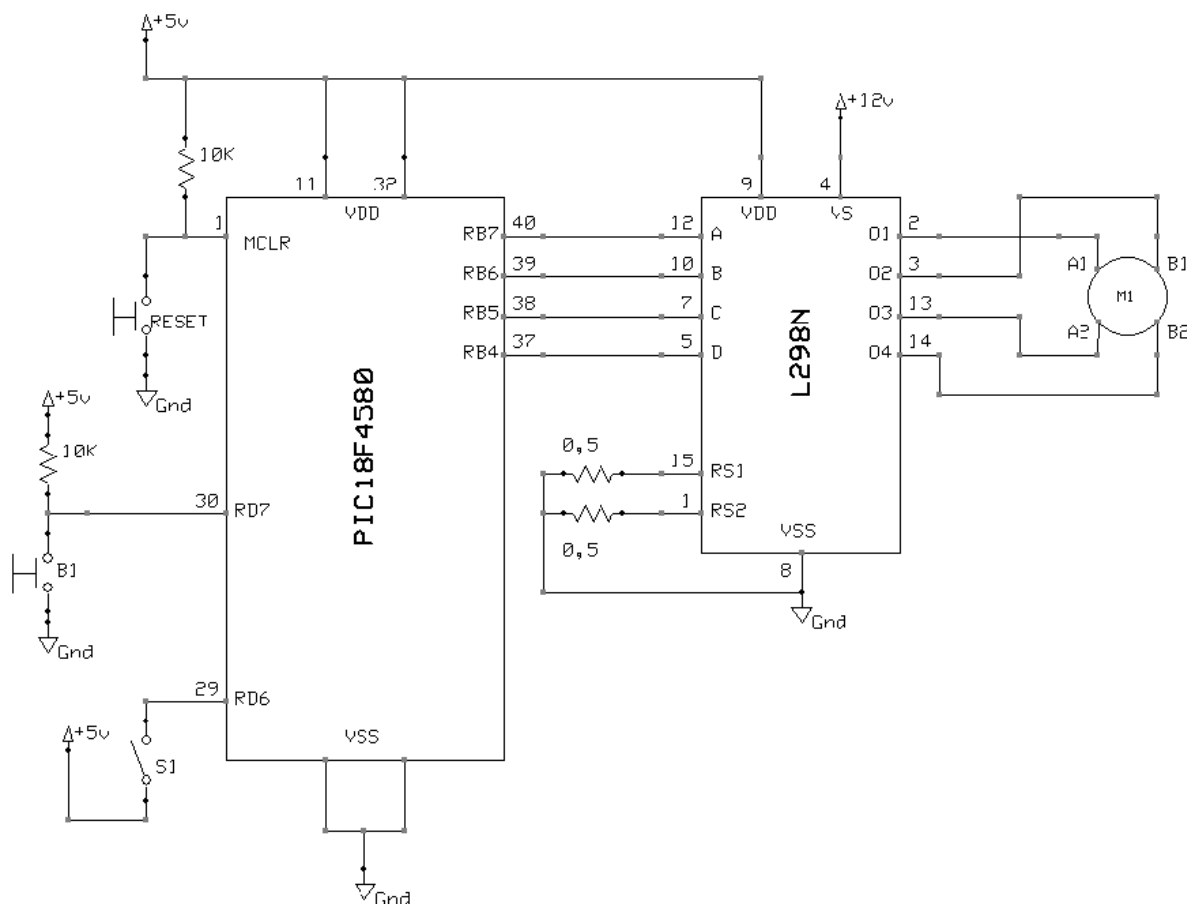 +5v
+12v
10K
11
32
9
4
VDD
VDD
VS
1
MCLR
RB7
40
12
A
O1
2
RB6
39
10
B
O2
3
A1
B1
M1
RB5
38
7
C
O3
13
A2
B2
RB4
37
5
D
O4
14
RESET
Gnd
PIC18F4580
L298N
+5v
10K
0,5
15
RS1
30
RD7
1
RS2
0,5
VSS
8
B1
Gnd
Gnd
29
RD6
+5v
S1
VSS
Gnd